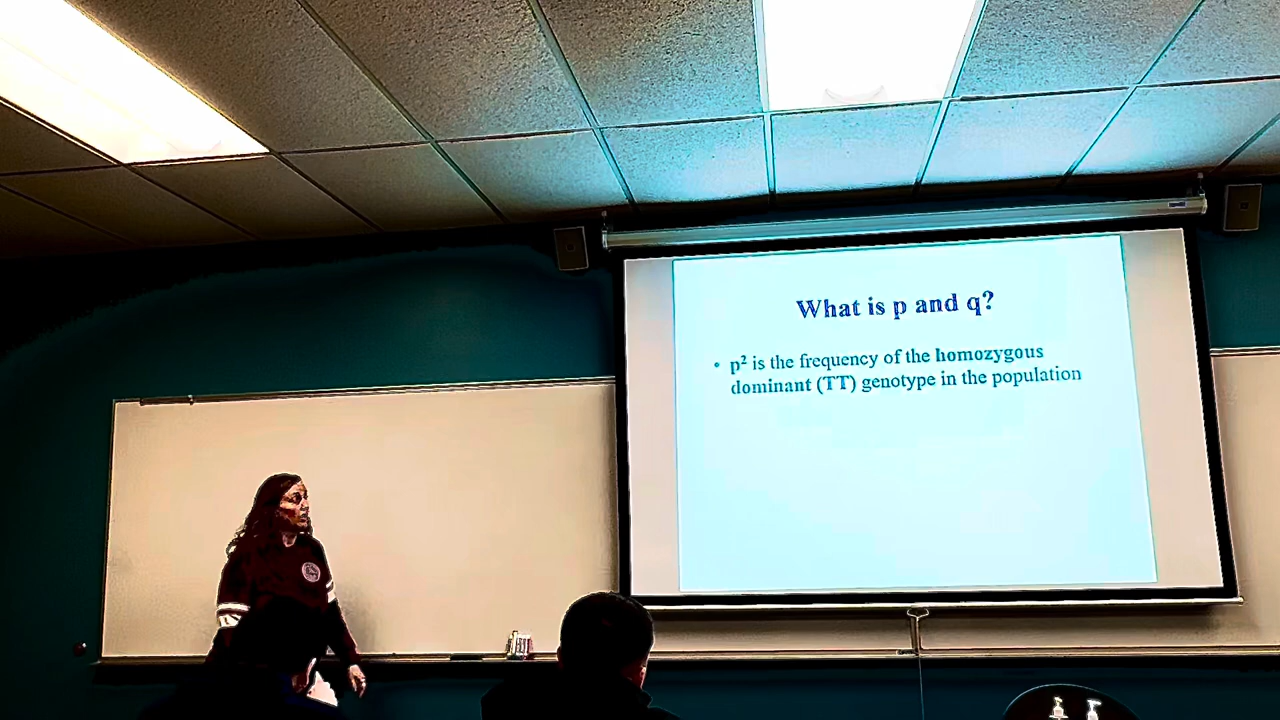 What is p and q?
• p² is the frequency of the homozygous
dominant (TT) genotype in the population